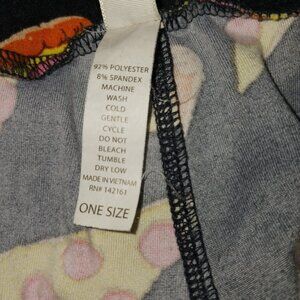 92% POLYESTER
8% SPANDEX
MACHINE
WASH
COLD
GENTLE
CYCLE
DO NOT
BLEACH
TUMBLE
DRY LOW
MADE IN VIETNAM
RN# 142161
ONE SIZE